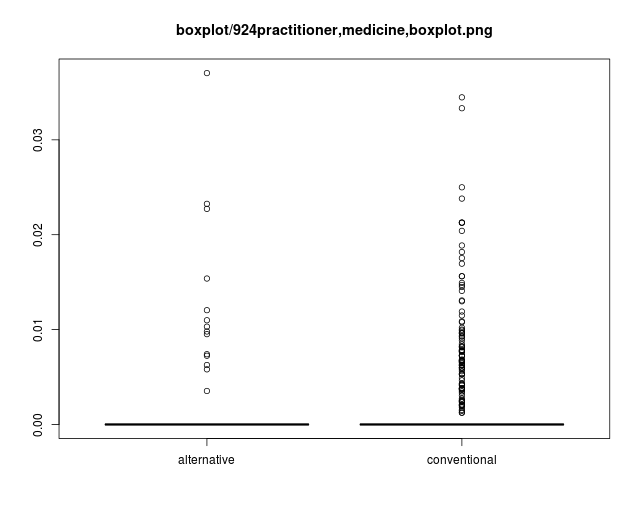 boxplot/924practitioner,medicine,boxplot.png
0.03
0.02
0.01
0.00
alternative
conventional